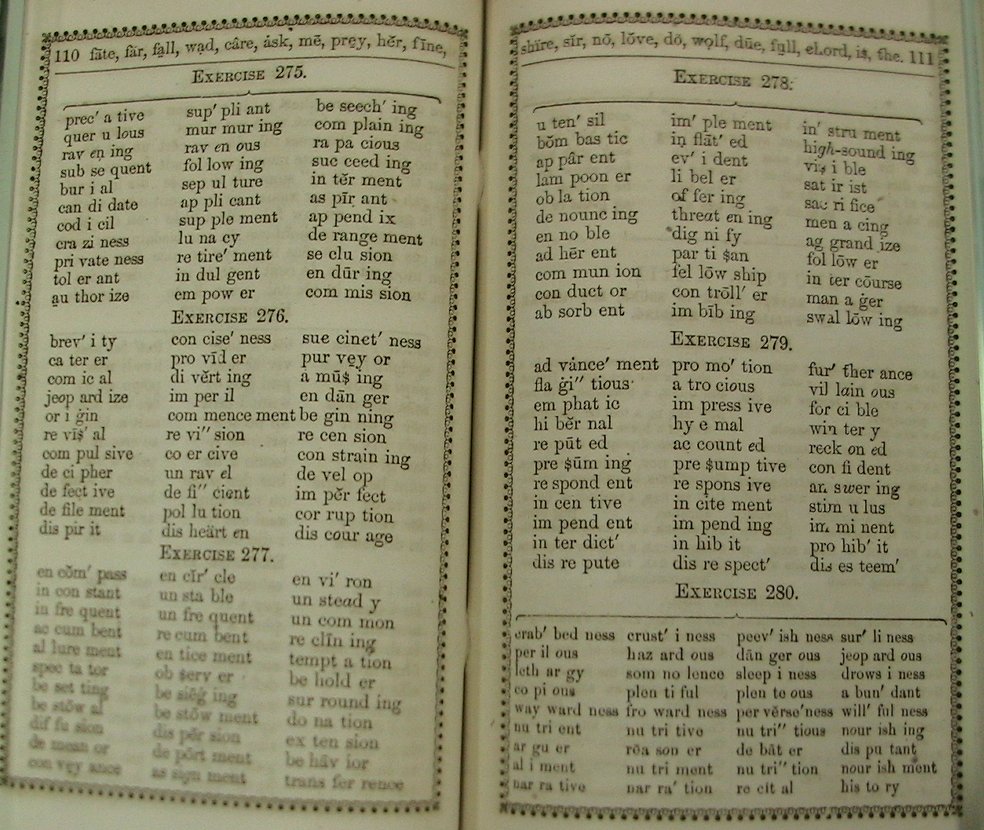 110 fāte, fär, fạll, wạd, câre, ȧsk, mē, prẹy, hẽr, fīne,
EXERCISE 275.
prec′ a tive sup′ pli ant be seech′ ing
quer u lous mur mur ing com plain ing
rav en ing rav en ous ra pa cious
sub se quent fol low ing suc ceed ing
bur i al sep ul ture in tẽr ment
can di date ap pli cant as pīr ant
cod i cil sup ple ment ap pend ix
cra zi ness lu na cy de range ment
pri vate ness re tire′ ment se clu sion
tol er ant in dul gent en dūr ing
au thor ize em pow er com mis sion
EXERCISE 276.
brev′ i ty con cise′ ness suc cinct′ ness
ca ter er pro vīd er pur vẹy or
com ic al di vẽrt ing a mūs̩ ing
jeop ard ize im per il en dān ger
or i ġin com mence ment be gin ning
re vīs̩′ al re vi″ sion re cen sion
com pul sive co er cive con strain ing
de ci pher un rav el de vel op
de fect ive de fi″ cient im pẽr fect
de file ment pol lu tion cor rup tion
dis pir it dis heärt en dis cour age
EXERCISE 277.
en cŏm′ pass en cĩr′ cle en vi′ ron
in con stant un sta ble un stead y
in fre quent un fre quent un com mon
ac cum bent re cum bent re clīn ing
al lure ment en tice ment tempt a tion
spec ta tor ob s̩erv er be hold er
be set ting be siēġ ing sur round ing
be stōw al be stōw ment do na tion
dif fu sion dis pẽr sion ex ten sion
de mean or de pōrt ment be hāv ior
con vẹy ance as sign ment trans fer rence
shīre, sĩr, nō, lȯve, dö, wọlf, dūe, fụll, eLord, is̩, the. 111
EXERCISE 278.
u ten′ sil im′ ple ment in′ stru ment
bŏm bas tic in̩ flāt′ ed high-sound ing
ap pâr ent ev′ i dent vis̩ i ble
lam poon er li bel er sat ir ist
ob la tion of fer ing sac ri fice
de nounc ing threat en ing men a cing
en no ble dig ni fy ag grand ize
ad hẽr ent par ti s̩an fol lōw er
com mun ion fel lōw ship in ter cōurse
con duct or con trōll′ er man a ġer
ab sorb ent im bīb ing swal lōw ing
EXERCISE 279.
ad vȧnce′ ment pro mo′ tion fur′ ther ance
fla ġi″ tious a tro cious vil lain ous
em phat ic im press ive for ci ble
hi bẽr nal hy e mal win ter y
re pūt ed ac count ed reck on ed
pre s̩ūm ing pre s̩ump tive con fi dent
re spond ent re spons ive an swer ing
in cen tive in cite ment stim u lus
im pend ent im pend ing im mi nent
in ter dict′ in hib it pro hib′ it
dis re pute dis re spect′ dis es teem′
EXERCISE 280.
crab′ bed ness crust′ i ness peev′ ish ness sur′ li ness
per il ous haz ard ous dān ger ous jeop ard ous
leth ar gy som no lence sleep i ness drows i ness
co pi ous plen ti ful plen te ous a bun′ dant
way ward ness fro ward ness per vẽrse′ness will′ ful ness
nu tri ent nu tri tive nu tri″ tious nour ish ing
ar gu er rēa son er de bāt er dis pu tant
al i ment nu tri ment nu tri″ tion nour ish ment
nar ra tive nar ra′ tion re cīt al his to ry